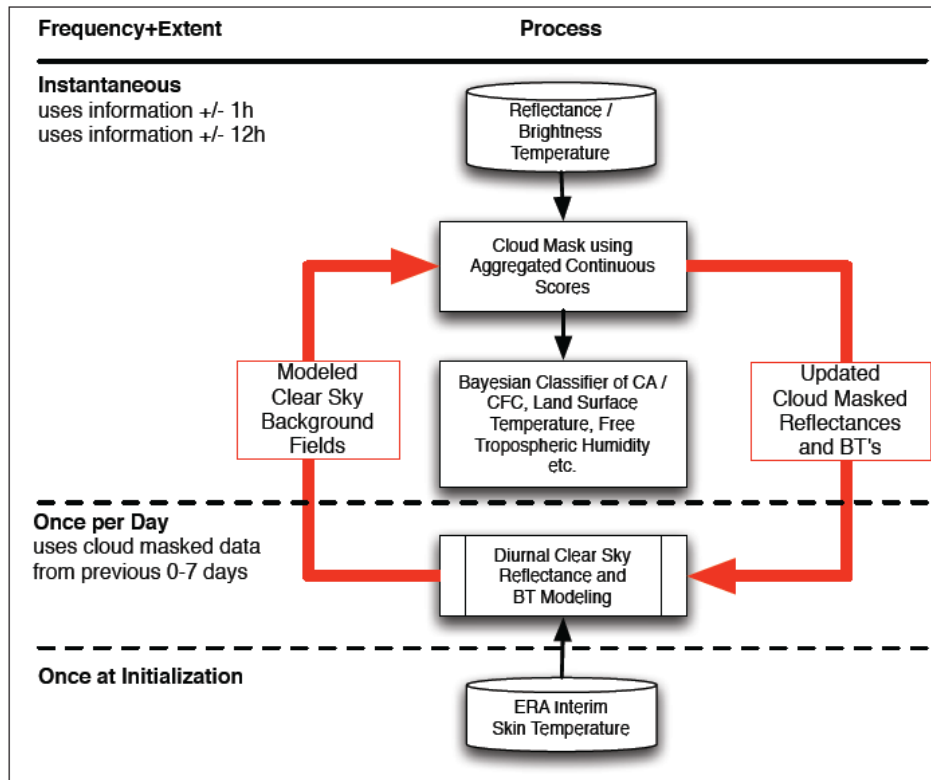 Frequency+Extent
Process
Instantaneous
uses information +/- 1h
uses information +/- 12h
Reflectance /
Brightness
Temperature
Cloud Mask using
Aggregated Continuous
Scores
Modeled
Clear Sky
Background
Fields
Bayesian Classifier of CA /
CFC, Land Surface
Temperature, Free
Tropospheric Humidity
etc.
Updated
Cloud Masked
Reflectances
and BT's
Once per Day
uses cloud masked data
from previous 0-7 days
Diurnal Clear Sky
Reflectance and
BT Modeling
Once at Initialization
ERA Interim
Skin Temperature